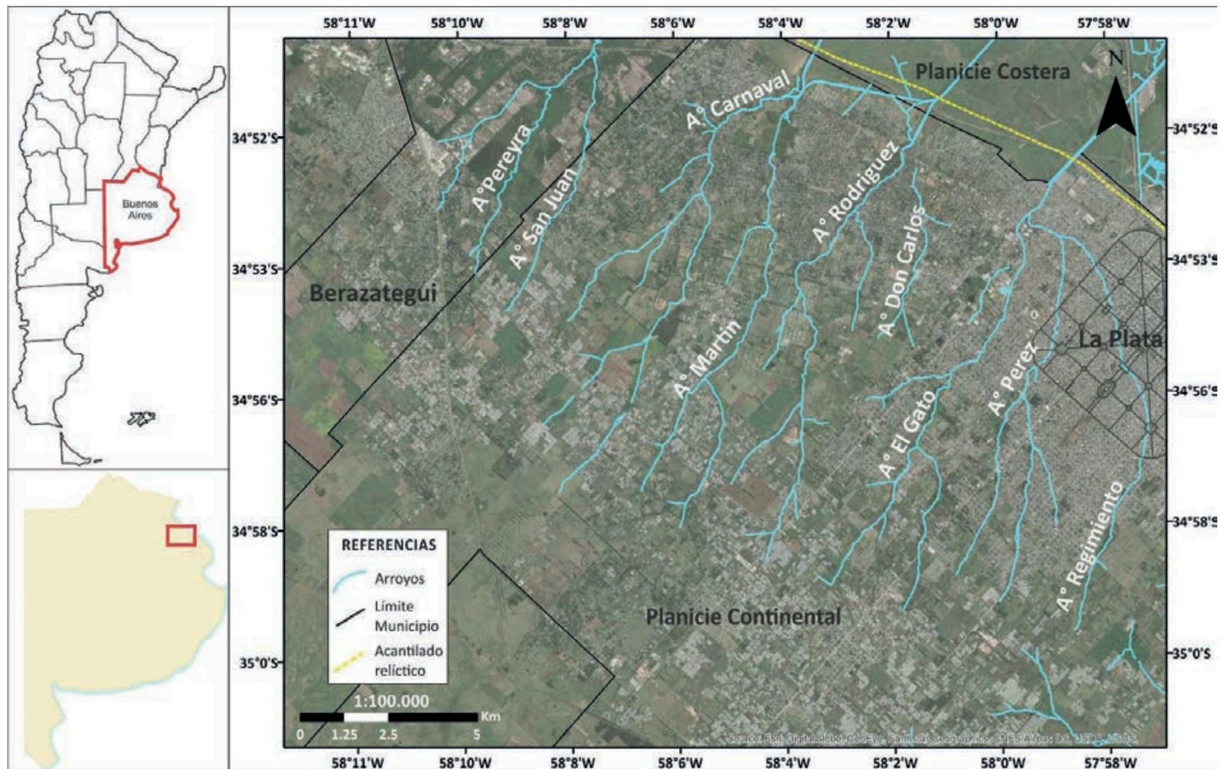 Buenos
Aires
58°11'O
58°10'O
58°8'O
58°6'O
58°4'O
58°2'O
58°0'O
57°58'O
34°52'S
34°53'S
34°56'S
34°58'S
35°0'S
Planicie Costera
N
A° Carnaval
34°52'S
A° Pereyra
A° San Juan
A° Rodriguez
A° Don Carlos
34°53'S
Berazategui
A° Martin
La Plata
A° Perez
34°56'S
A° El Gato
A° Regimiento
34°58'S
Planicie Continental
35°0'S
REFERENCIAS
Arroyos
Límite
Municipio
Acantilado
relíctico
1:100.000
0 1.25 2.5 5 Km
58°11'O
58°10'O
58°8'O
58°6'O
58°4'O
58°2'O
58°0'O
57°58'O